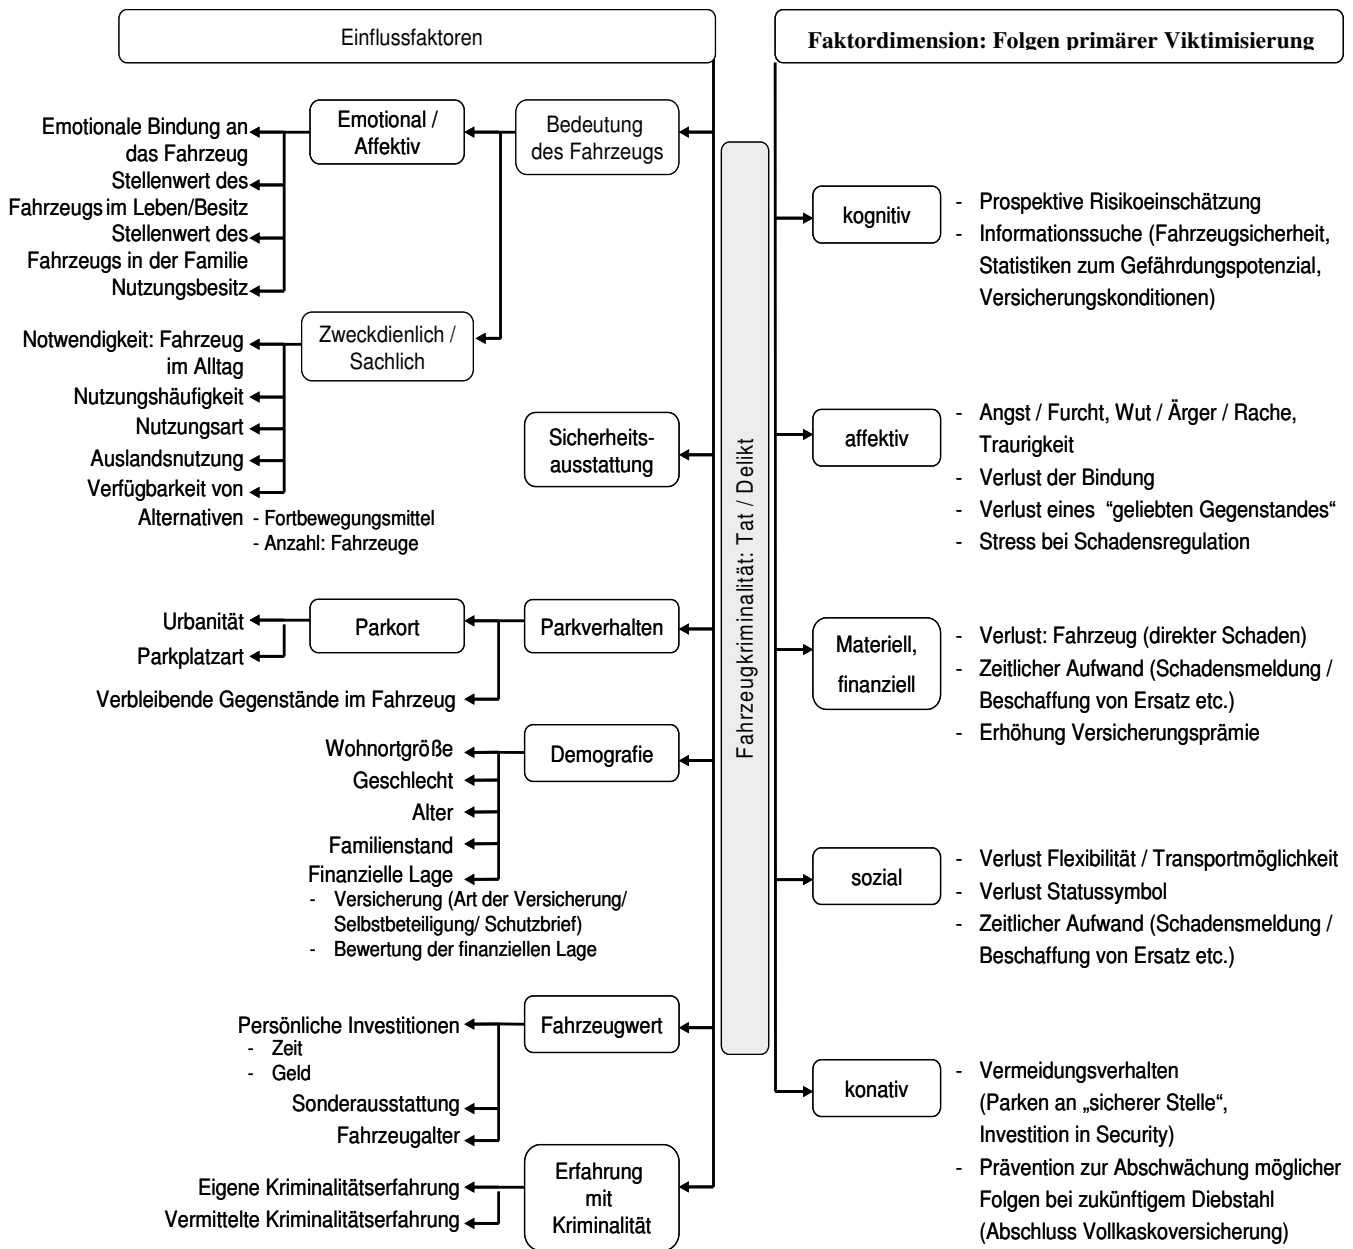 Einflussfaktoren
Emotional /
Affektiv
Bedeutung
des Fahrzeugs
Emotionale Bindung an
das Fahrzeug
Stellenwert des
Fahrzeugs im Leben/Besitz
Stellenwert des
Fahrzeugs in der Familie
Nutzungsbesitz
Zweckdienlich /
Sachlich
Notwendigkeit: Fahrzeug
im Alltag
Nutzungshäufigkeit
Nutzungsart
Auslandsnutzung
Verfügbarkeit von
Alternativen - Fortbewegungsmittel
- Anzahl: Fahrzeuge
Sicherheits-
ausstattung
Urbanität
Parkplatzart
Parkort
Parkverhalten
Verbleibende Gegenstände im Fahrzeug
Wohnortgröße
Geschlecht
Alter
Familienstand
Finanzielle Lage
- Versicherung (Art der Versicherung/
Selbstbeteiligung/ Schutzbrief)
- Bewertung der finanziellen Lage
Demografie
Persönliche Investitionen
- Zeit
- Geld
Sonderausstattung
Fahrzeugalter
Fahrzeugwert
Eigene Kriminalitätserfahrung
Vermittelte Kriminalitätserfahrung
Erfahrung
mit
Kriminalität
Fahrzeugkriminalität: Tat / Delikt
Faktordimension: Folgen primärer Viktimisierung
kognitiv
- Prospektive Risikoeinschätzung
- Informationssuche (Fahrzeugsicherheit,
Statistiken zum Gefährdungspotenzial,
Versicherungskonditionen)
affektiv
- Angst / Furcht, Wut / Ärger / Rache,
Traurigkeit
- Verlust der Bindung
- Verlust eines “geliebten Gegenstandes“
- Stress bei Schadensregulation
Materiell,
finanziell
- Verlust: Fahrzeug (direkter Schaden)
- Zeitlicher Aufwand (Schadensmeldung /
Beschaffung von Ersatz etc.)
- Erhöhung Versicherungsprämie
sozial
- Verlust Flexibilität / Transportmöglichkeit
- Verlust Statussymbol
- Zeitlicher Aufwand (Schadensmeldung /
Beschaffung von Ersatz etc.)
konativ
- Vermeidungsverhalten
(Parken an „sicherer Stelle“,
Investition in Security)
- Prävention zur Abschwächung möglicher
Folgen bei zukünftigem Diebstahl
(Abschluss Vollkaskoversicherung)